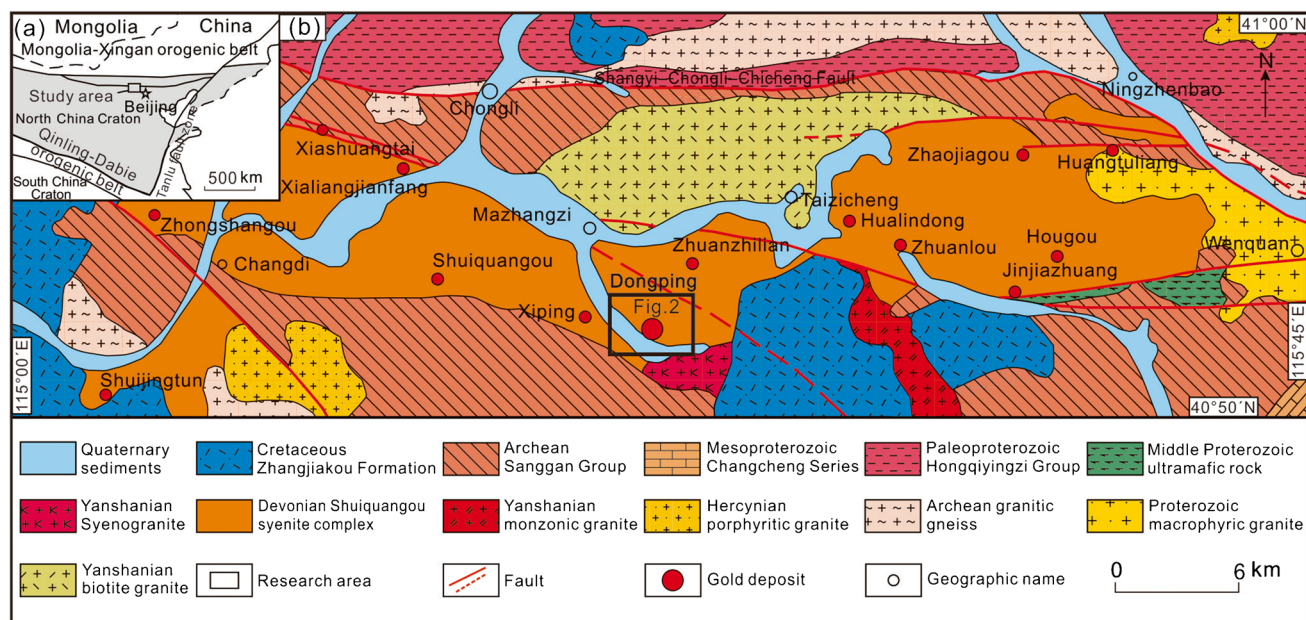 (a)
Mongolia
China
Mongolia-Xingan orogenic belt
Study area
Beijing
North China Craton
Qinling-Dabie
orogenic belt
South China
Craton
Tanlu fault zone
500 km
(b)
41°00´N
N
Shangyi-Chongli-Chicheng Fault
Chongli
Ningzhenbao
Xiashuangtai
Zhaojiagou
Huangtuliang
Xialiangjianfang
Taizicheng
Zhongshangou
Mazhangzi
Hualindong
Zhuanzhilian
Zhuanlou
Hougou
Wenquan
Changdi
Shuiquangou
Dongping
Jinjiazhuang
Xiping
Fig.2
115°00´E
115°45´E
Shuijingtun
40°50´N
Quaternary
sediments
Cretaceous
Zhangjiakou Formation
Archean
Sanggan Group
Mesoproterozoic
Changcheng Series
Paleoproterozoic
Hongqiyingzi Group
Middle Proterozoic
ultramafic rock
Yanshanian
Syenogranite
Devonian Shuiquangou
syenite complex
Yanshanian
monzonic granite
Hercynian
porphyritic granite
Archean granitic
gneiss
Proterozoic
macrophyric granite
Yanshanian
biotite granite
Research area
Fault
Gold deposit
Geographic name
0 6 km